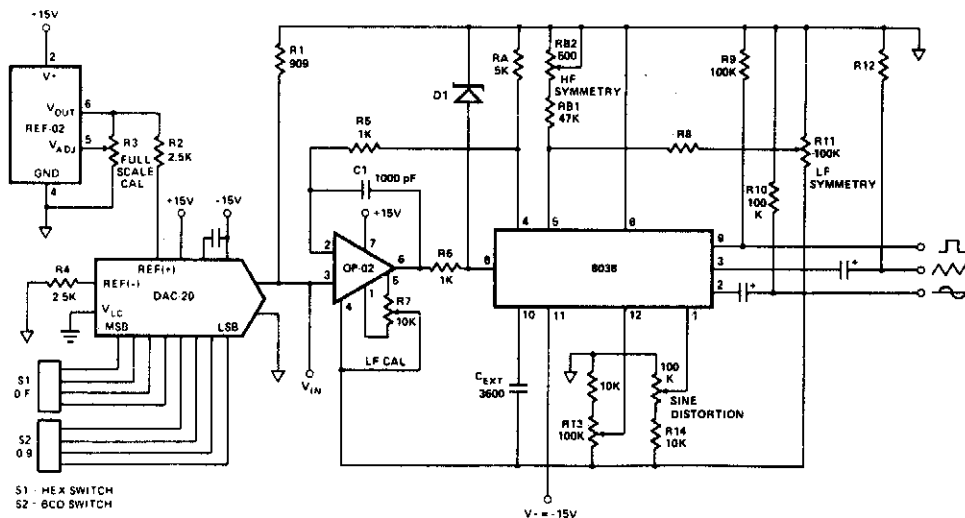 -15V
2
V+
VOUT
6
REF-02
VADJ
5
GND
4
R3
FULL
SCALE
CAL
R2
2.5K
+15V
-15V
R4
2.5K
REF(+)
REF(-)
DAC-20
VLC
MSB
LSB
S1
0 F
S2
0 9
S1 - HEX SWITCH
S2 - BCD SWITCH
R1
909
R5
1K
C1
1000 pF
+15V
2
7
OP-02
6
3
5
4
1
R7
10K
LF CAL
VIN
R6
1K
D1
RA
5K
RB2
500
HF
SYMMETRY
RB1
47K
R8
R9
100K
R10
100
K
R11
100K
LF
SYMMETRY
R12
4
5
6
8
8038
9
3
2
10
11
12
1
CEXT
3600
10K
R13
100K
100
K
SINE
DISTORTION
R14
10K
V- = -15V